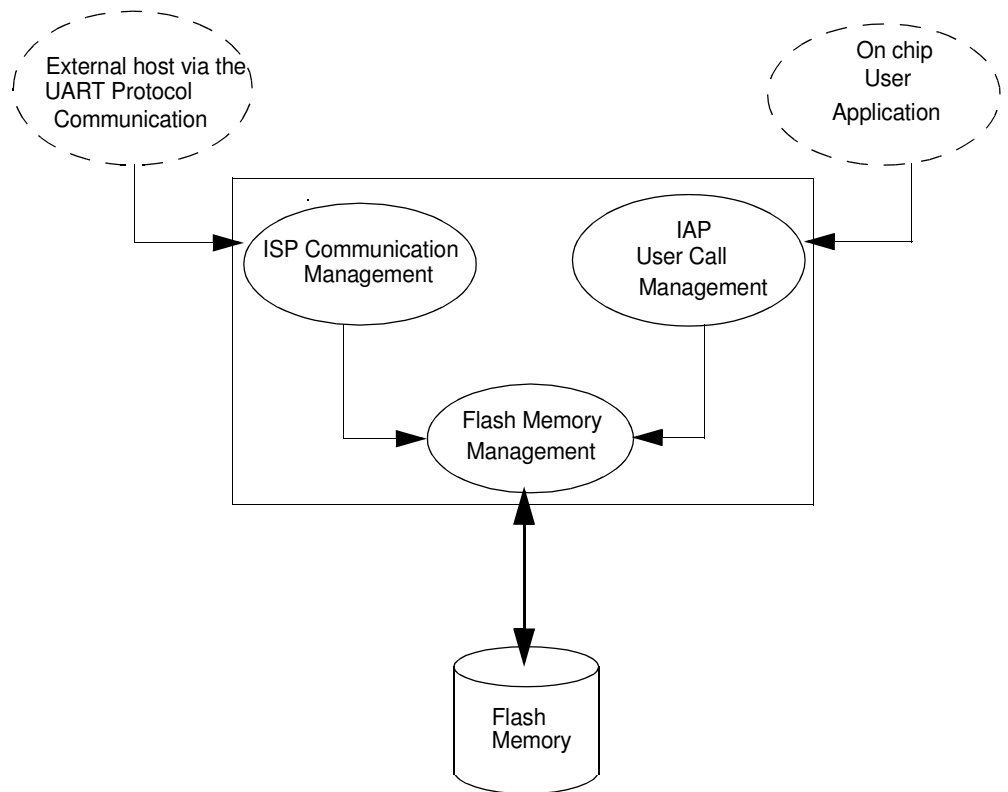 External host via the
UART Protocol
Communication
On chip
User
Application
ISP Communication
Management
IAP
User Call
Management
Flash Memory
Management
Flash
Memory